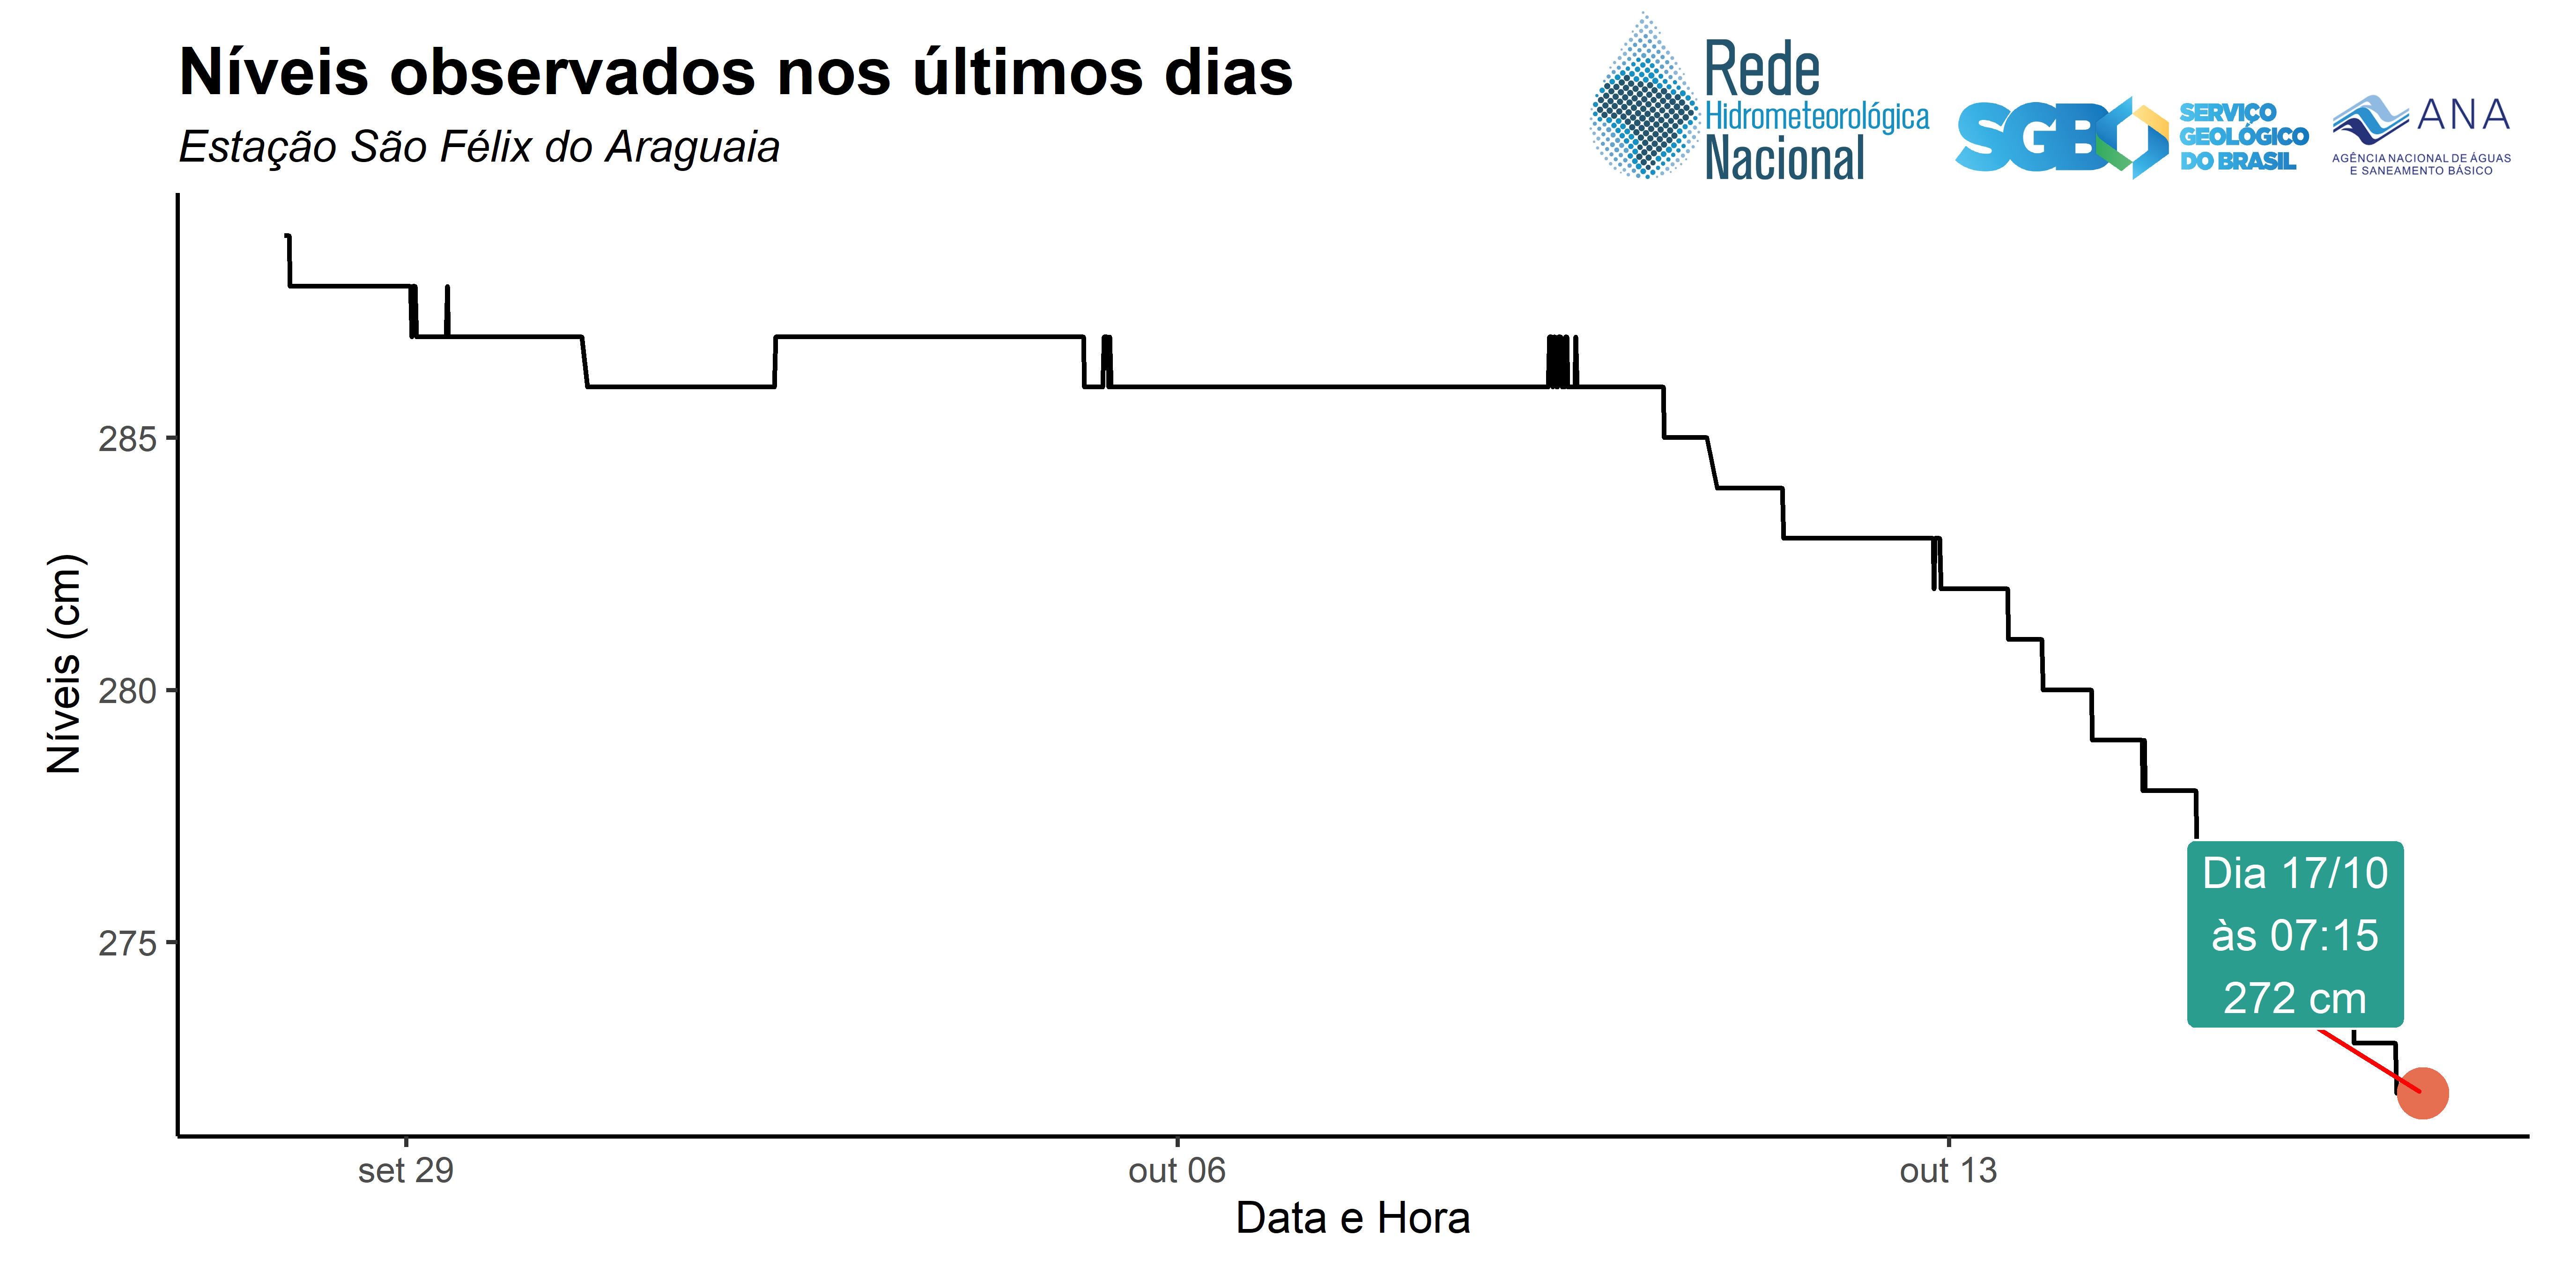 Níveis observados nos últimos dias
Estação São Félix do Araguaia
Rede
Hidrometeorológica
Nacional
SGB
SERVIÇO
GEOLÓGICO
DO BRASIL
ANA
AGÊNCIA NACIONAL DE ÁGUAS
E SANEAMENTO BÁSICO
Níveis (cm)
285
280
275
Dia 17/10
às 07:15
272 cm
set 29
out 06
out 13
Data e Hora